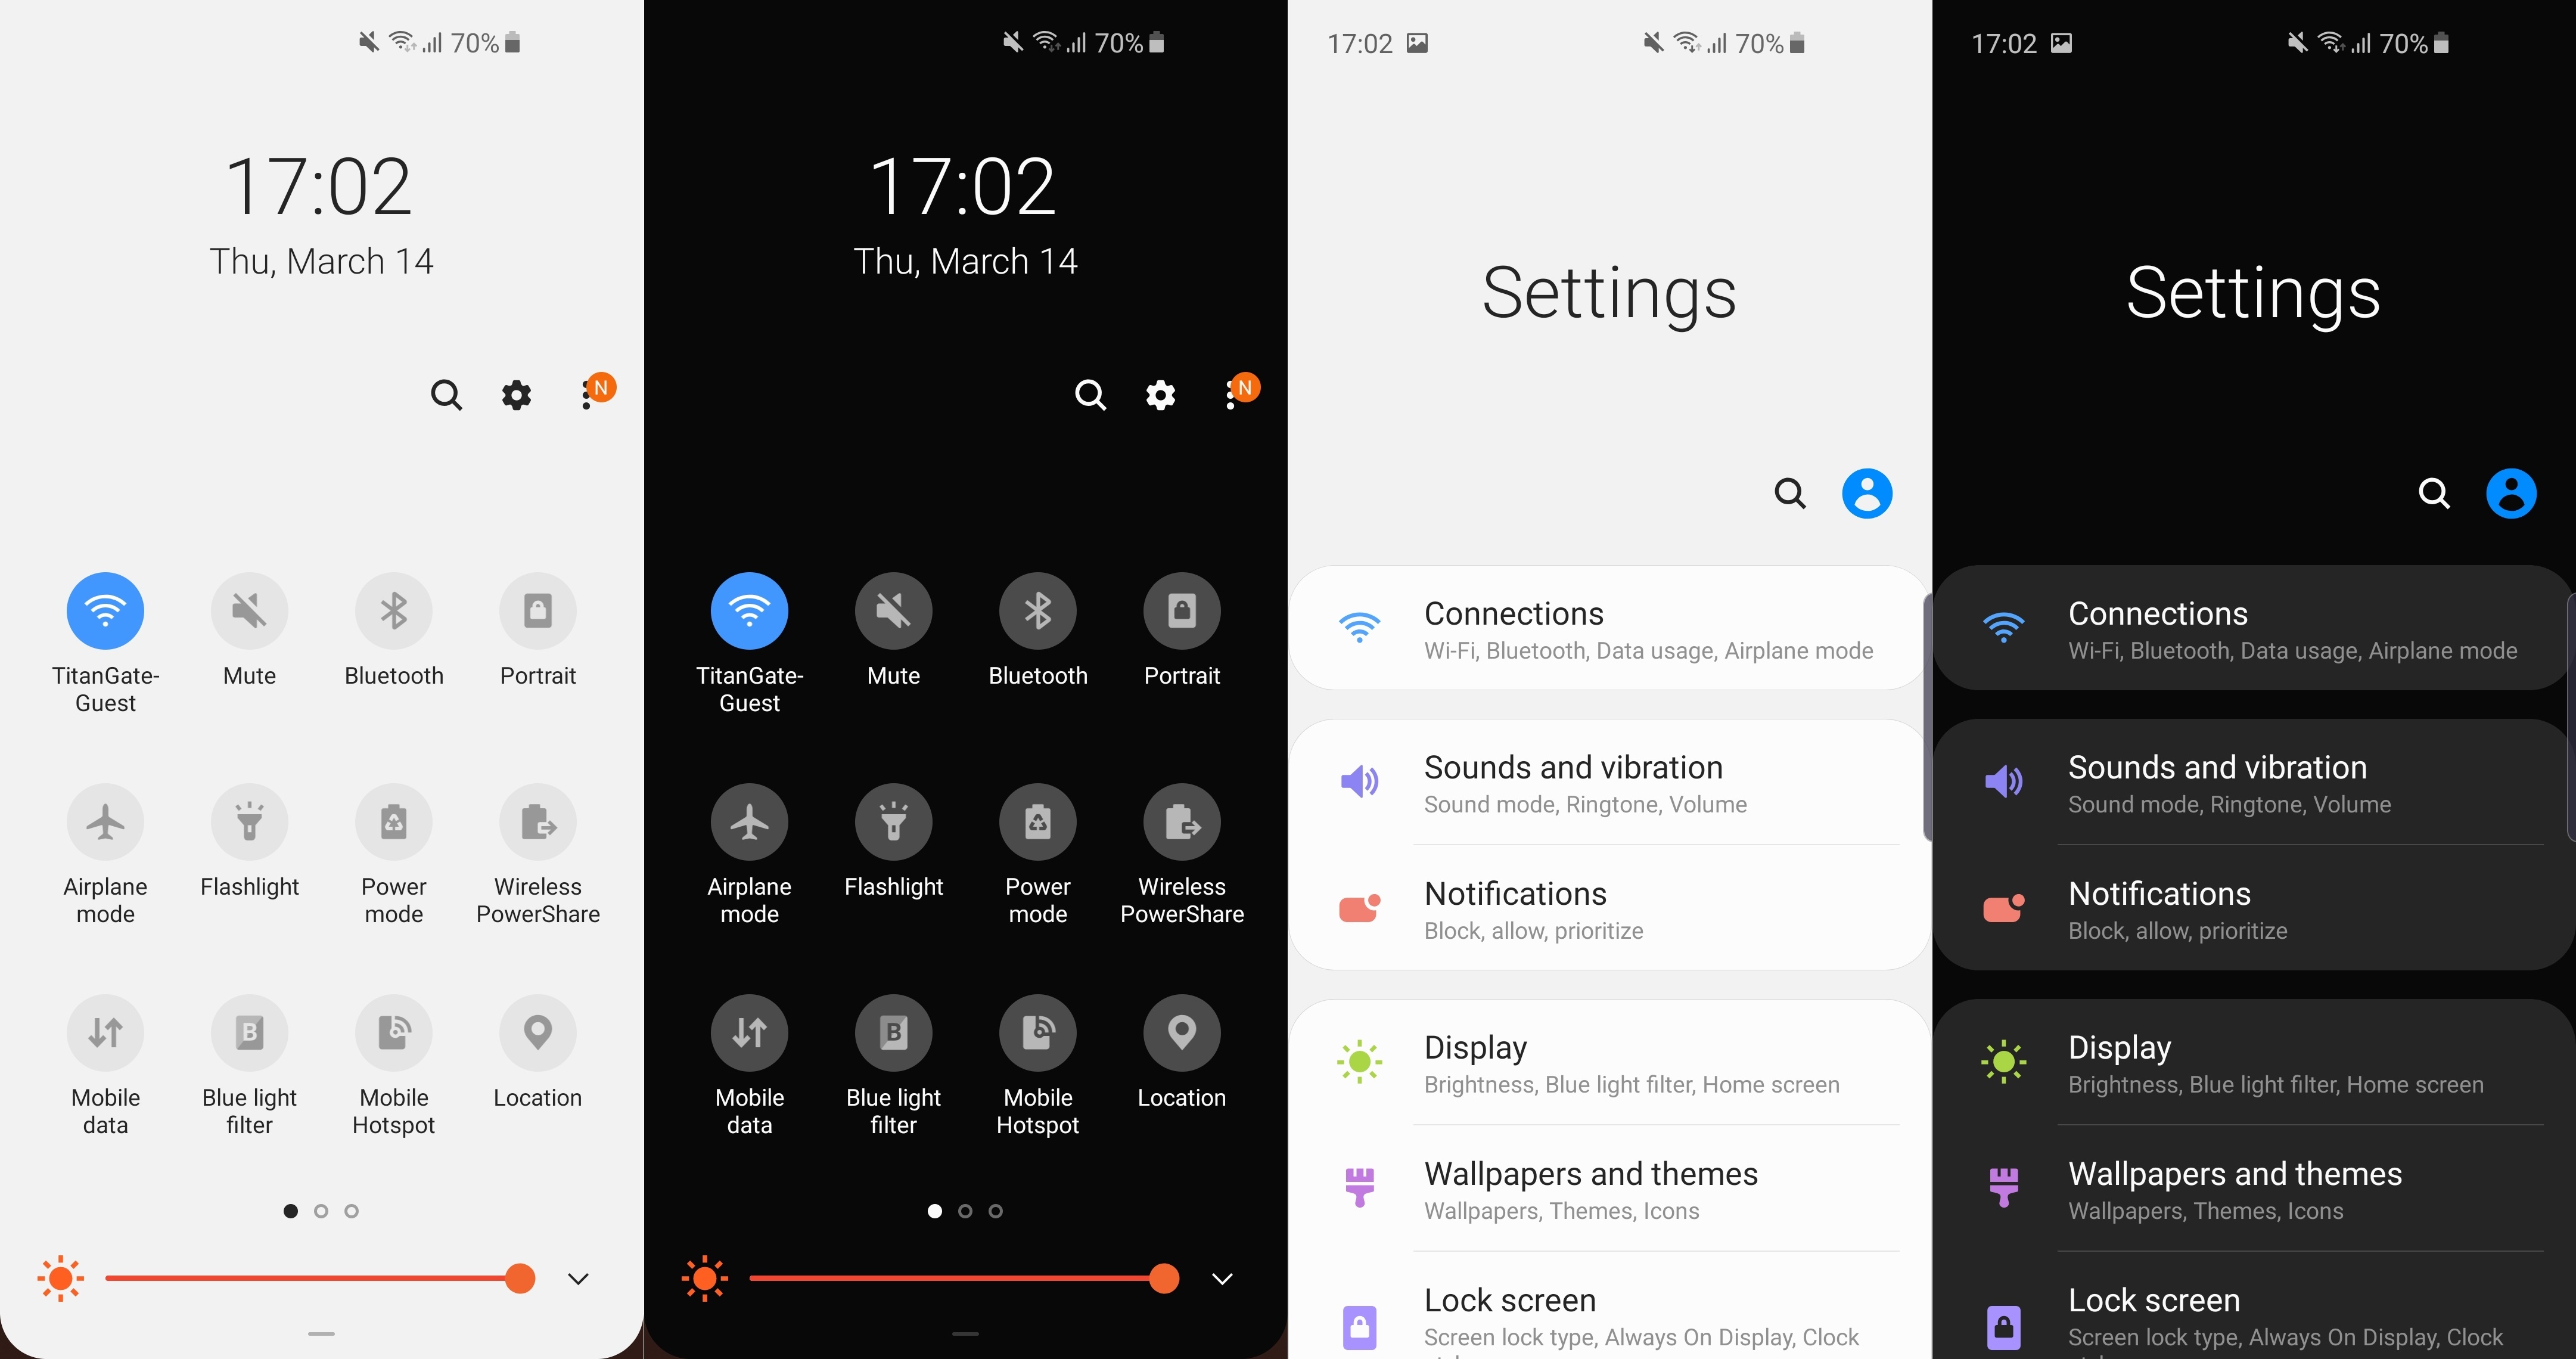 70%
17:02
Thu, March 14
N
TitanGate-
Guest
Mute
Bluetooth
Portrait
Airplane
mode
Flashlight
Power
mode
Wireless
PowerShare
Mobile
data
B
Blue light
filter
Mobile
Hotspot
Location
70%
17:02
Thu, March 14
N
TitanGate-
Guest
Mute
Bluetooth
Portrait
Airplane
mode
Flashlight
Power
mode
Wireless
PowerShare
Mobile
data
B
Blue light
filter
Mobile
Hotspot
Location
17:02 70%
Settings
Connections
Wi-Fi, Bluetooth, Data usage, Airplane mode
Sounds and vibration
Sound mode, Ringtone, Volume
Notifications
Block, allow, prioritize
Display
Brightness, Blue light filter, Home screen
Wallpapers and themes
Wallpapers, Themes, Icons
Lock screen
Screen lock type, Always On Display, Clock
17:02 70%
Settings
Connections
Wi-Fi, Bluetooth, Data usage, Airplane mode
Sounds and vibration
Sound mode, Ringtone, Volume
Notifications
Block, allow, prioritize
Display
Brightness, Blue light filter, Home screen
Wallpapers and themes
Wallpapers, Themes, Icons
Lock screen
Screen lock type, Always On Display, Clock